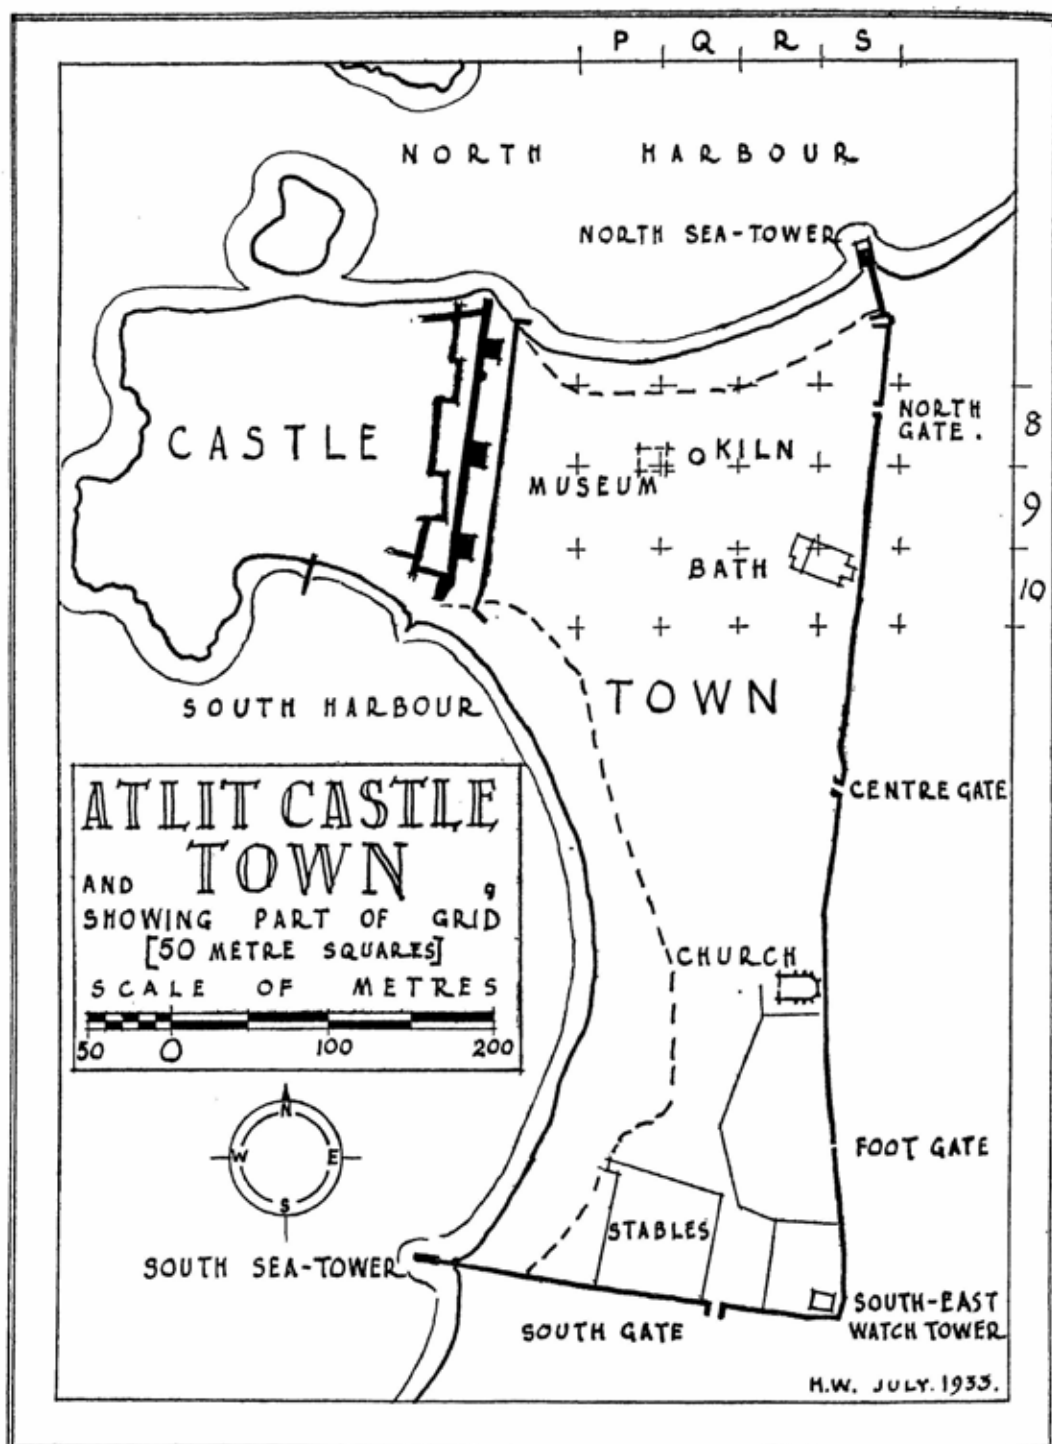 P Q R S
NORTH HARBOUR
NORTH SEA-TOWER
NORTH
GATE.
8
CASTLE
KILN
MUSEUM
9
BATH
10
TOWN
SOUTH HARBOUR
ATLIT CASTLE
AND TOWN,
SHOWING PART OF GRID
[50 METRE SQUARES]
SCALE OF METRES
50 0 100 200
CENTRE GATE
CHURCH
N
W E
S
FOOT GATE
STABLES
SOUTH SEA-TOWER
SOUTH GATE
SOUTH-EAST
WATCH TOWER
H.W. JULY. 1933.